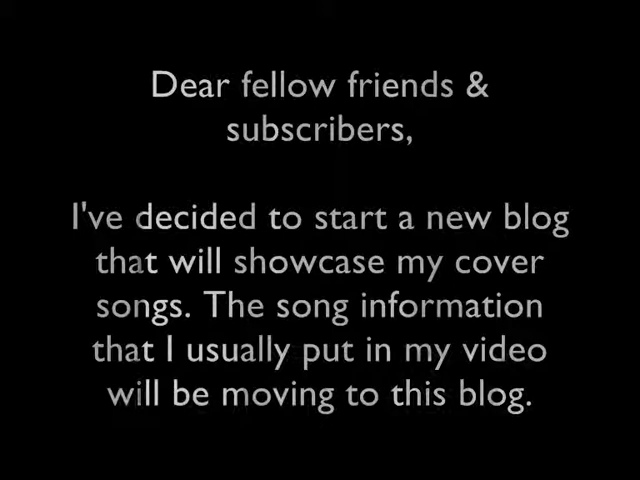 Dear fellow friends &
subscribers,
I've decided to start a new blog
that will showcase my cover
songs. The song information
that I usually put in my video
will be moving to this blog.